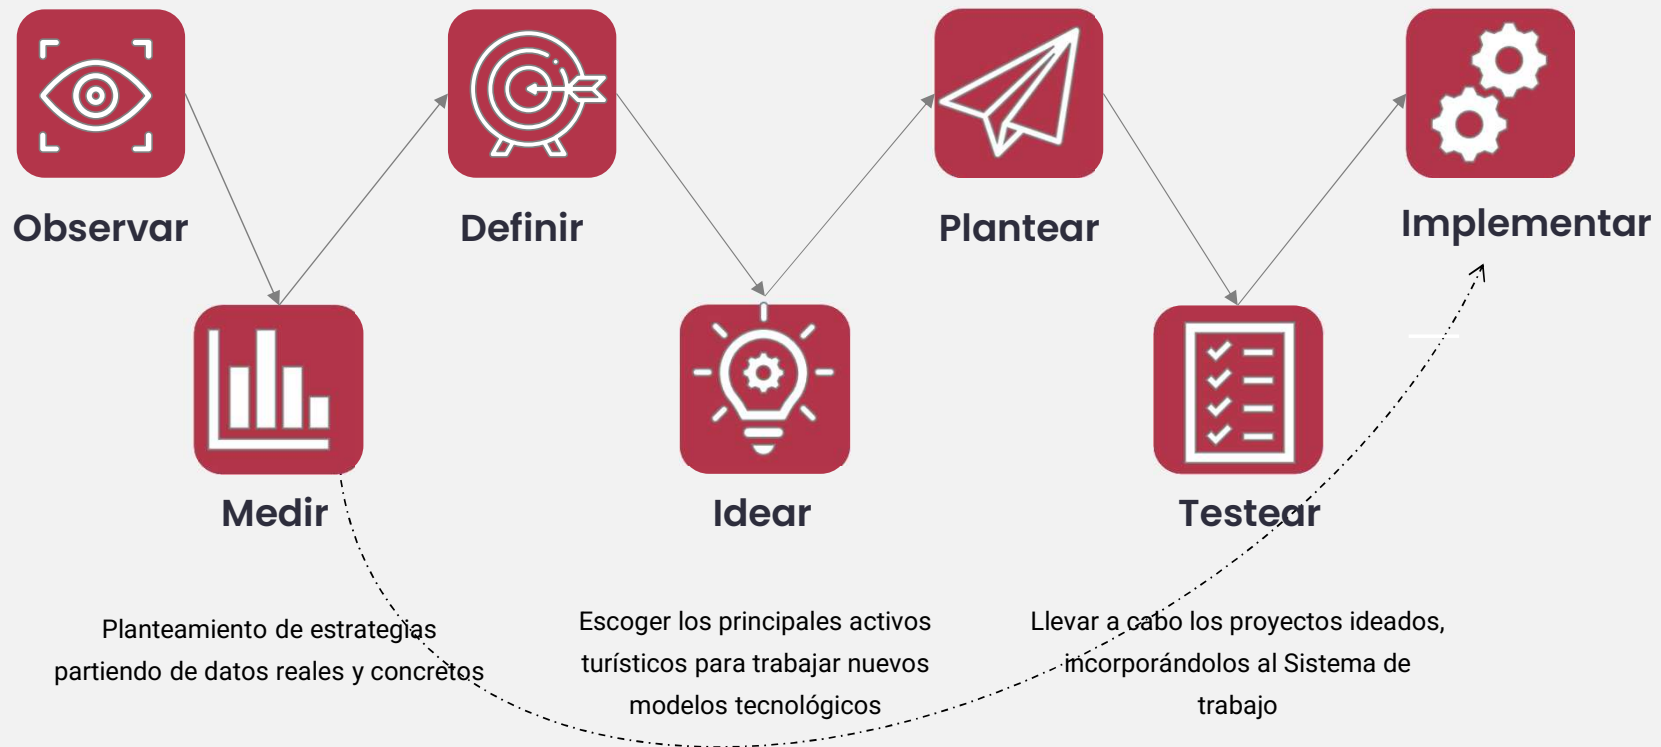 Observar
Definir
Plantear
Implementar
Medir
Idear
Testear
Planteamiento de estrategias
partiendo de datos reales y concretos
Escoger los principales activos
turísticos para trabajar nuevos
modelos tecnológicos
Llevar a cabo los proyectos ideados,
incorporándolos al Sistema de
trabajo